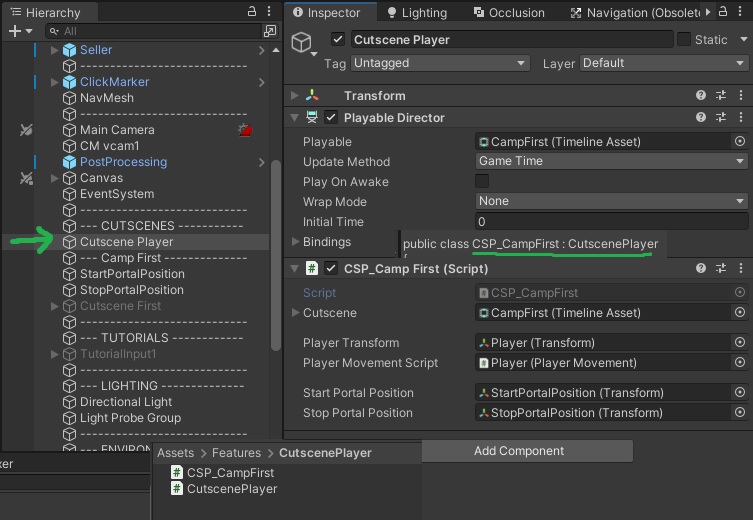 Hierarchy
All
Seller
---------------------------
ClickMarker
NavMesh
---------------------------
Main Camera
CM vcam1
PostProcessing
Canvas
EventSystem
---------------------------
--- CUTSCENES -----------
Cutscene Player
--- Camp First --------------
StartPortalPosition
StopPortalPosition
Cutscene First
---------------------------
--- TUTORIALS ------------
TutorialInput1
---------------------------
--- LIGHTING --------------
Directional Light
Light Probe Group
---------------------------
Inspector
Lighting
Occlusion
Navigation (Obsolete
Cutscene Player
Static
Tag Untagged
Layer Default
Transform
Playable Director
Playable CampFirst (Timeline Asset)
Update Method Game Time
Play On Awake
Wrap Mode None
Initial Time 0
Bindings
public class CSP_CampFirst : CutscenePlayer
CSP_Camp First (Script)
Script CSP_CampFirst
Cutscene CampFirst (Timeline Asset)
Player Transform Player (Transform)
Player Movement Script Player (Player Movement)
Start Portal Position StartPortalPosition (Transform)
Stop Portal Position StopPortalPosition (Transform)
Add Component
Assets > Features > CutscenePlayer
CSP_CampFirst
CutscenePlayer